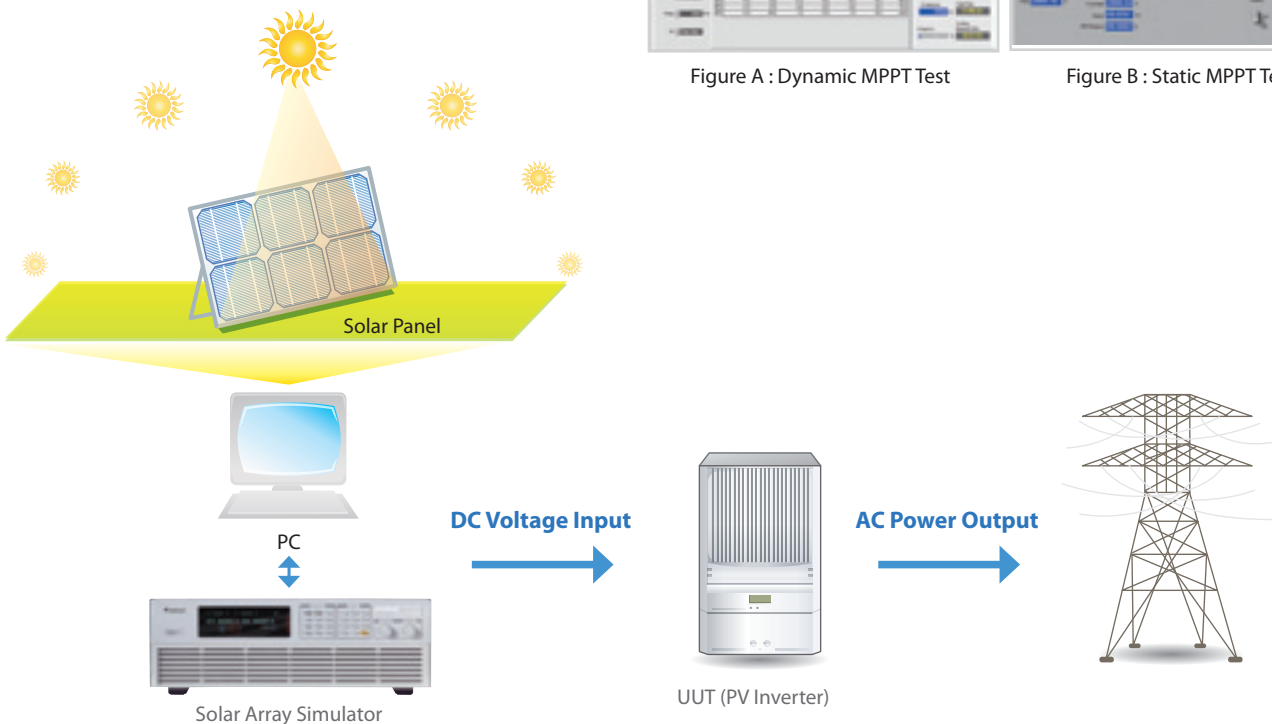 Figure A : Dynamic MPPT Test
Figure B : Static MPPT Te
Solar Panel
PC
DC Voltage Input
AC Power Output
Solar Array Simulator
UUT (PV Inverter)